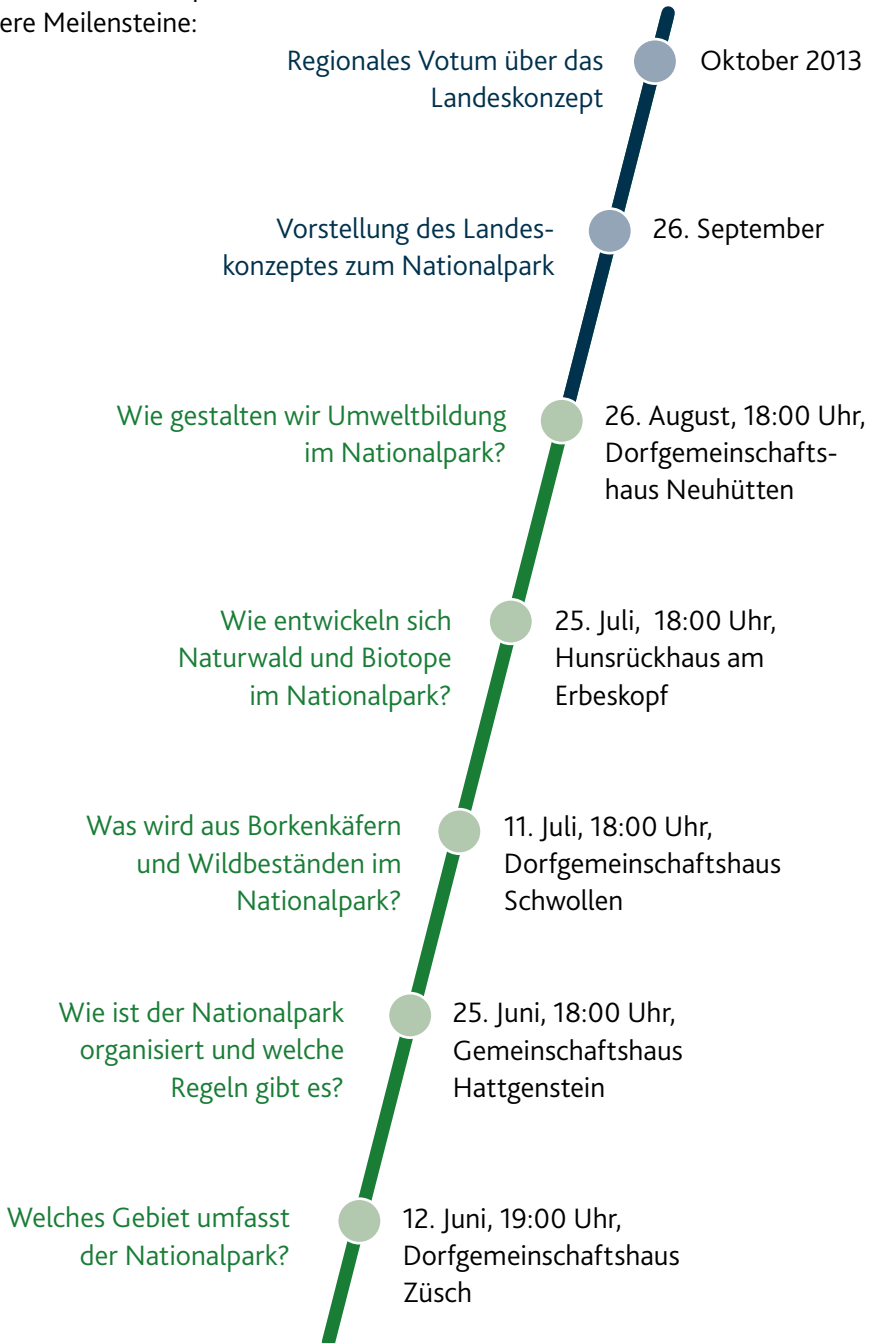 ere Meilensteine:
Regionales Votum über das
Landeskonzept
Oktober 2013
Vorstellung des Landes-
konzeptes zum Nationalpark
26. September
Wie gestalten wir Umweltbildung
im Nationalpark?
26. August, 18:00 Uhr,
Dorfgemeinschafts-
haus Neuhütten
Wie entwickeln sich
Naturwald und Biotope
im Nationalpark?
25. Juli, 18:00 Uhr,
Hunsrückhaus am
Erbeskopf
Was wird aus Borkenkäfern
und Wildbeständen im
Nationalpark?
11. Juli, 18:00 Uhr,
Dorfgemeinschaftshaus
Schwollen
Wie ist der Nationalpark
organisiert und welche
Regeln gibt es?
25. Juni, 18:00 Uhr,
Gemeinschaftshaus
Hattgenstein
Welches Gebiet umfasst
der Nationalpark?
12. Juni, 19:00 Uhr,
Dorfgemeinschaftshaus
Züsch